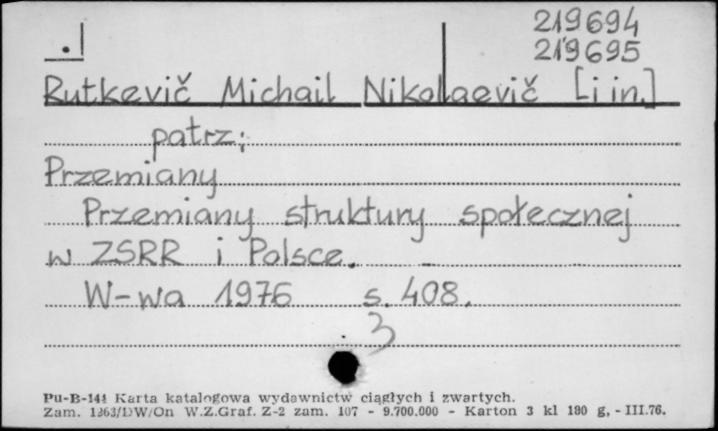 219694
219695
Rutkevič Michail Nikolaevič [i in.]
patrz:
Przemiany
Przemiany struktury społecznej
w ZSRR i Polsce.
W-wa 1976 s. 408.
3
Pu-B-144 Karta katalogowa wydawnictw ciągłych i zwartych.
Zam. 1263/DW/On W.Z.Graf. Z-2 zam. 107 - 9.700.000 - Karton 3 kl 180 g, - III.76.